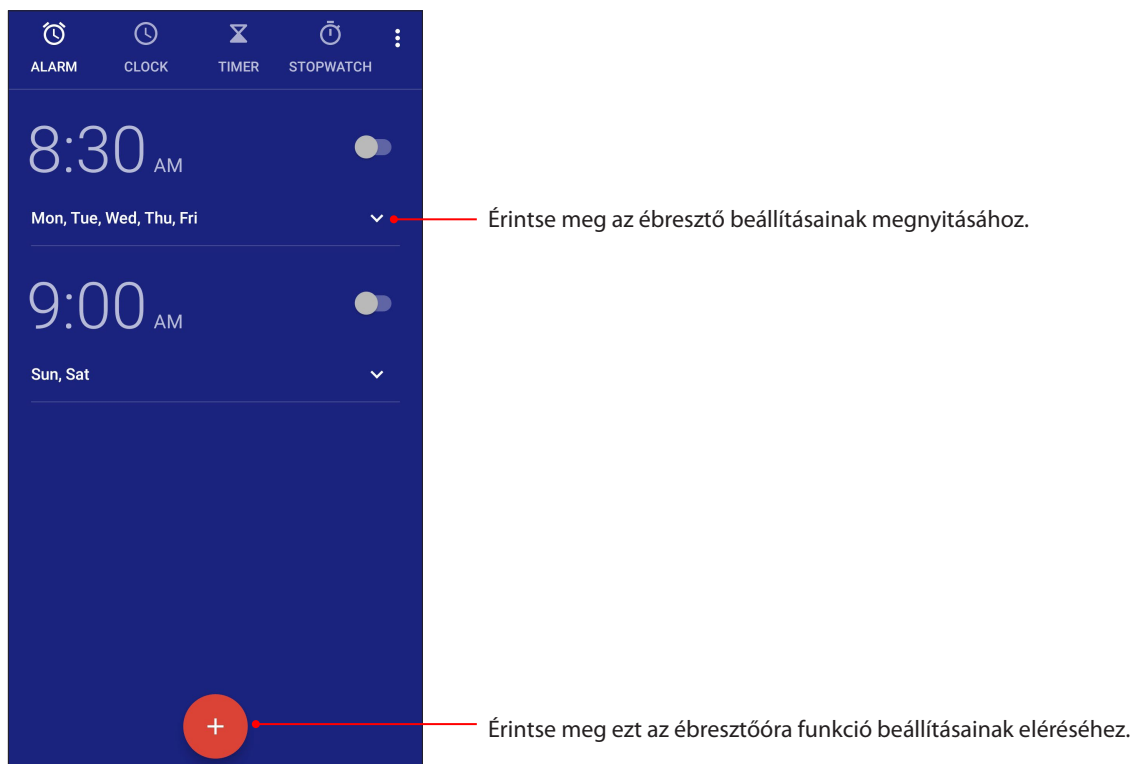 ALARM CLOCK TIMER STOPWATCH
8:30 AM
Mon, Tue, Wed, Thu, Fri
Érintse meg az ébresztő beállításainak megnyitásához.
9:00 AM
Sun, Sat
Érintse meg ezt az ébresztőóra funkció beállításainak eléréséhez.